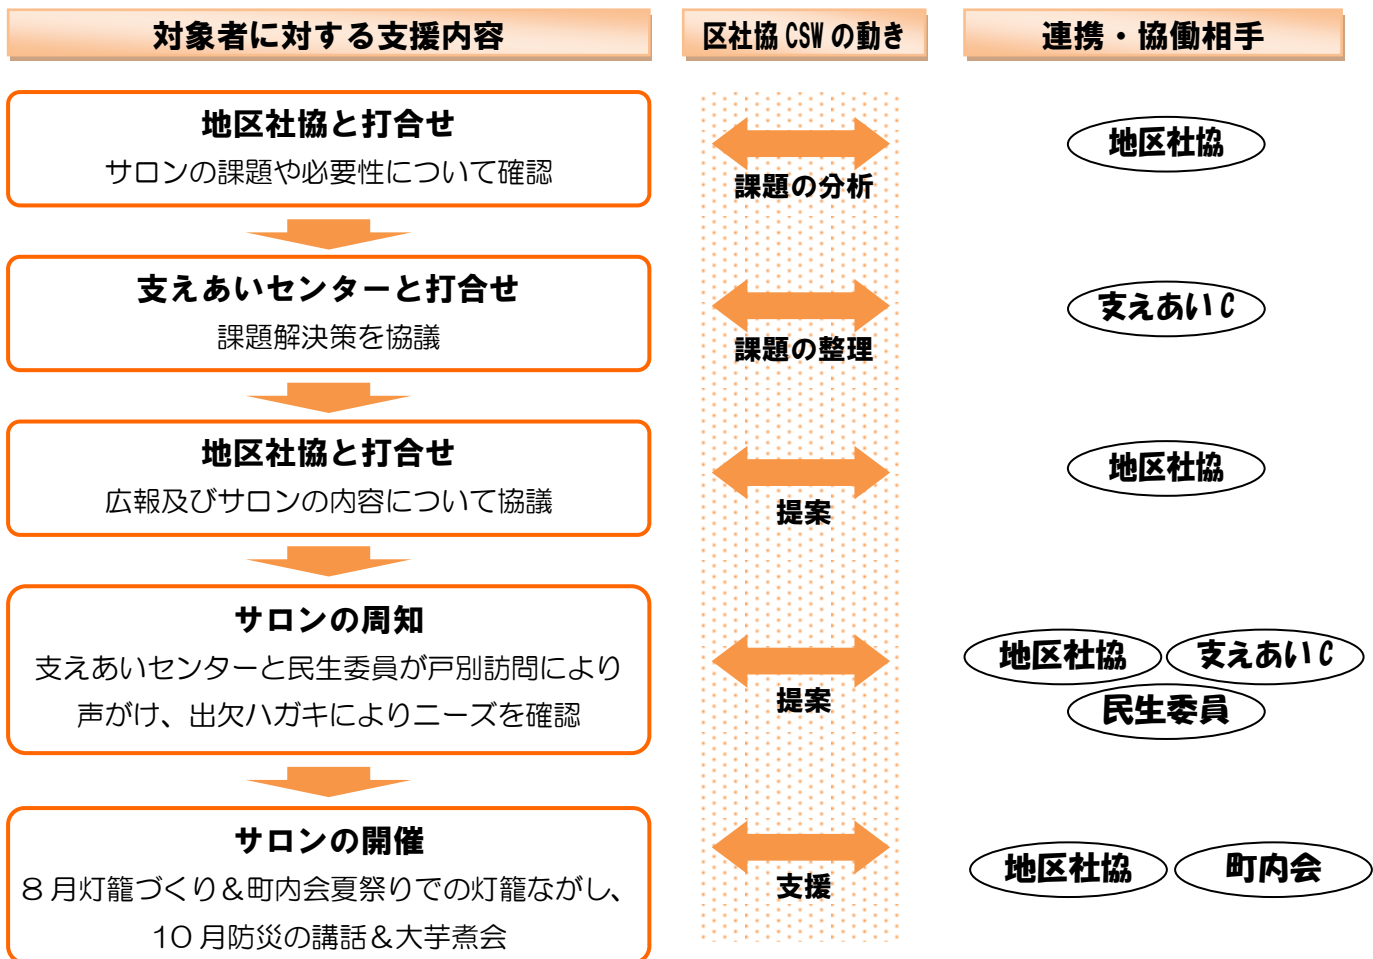 対象者に対する支援内容
区社協 CSW の動き
連携・協働相手
地区社協と打合せ
サロンの課題や必要性について確認
課題の分析
地区社協
支えあいセンターと打合せ
課題解決策を協議
課題の整理
支えあい C
地区社協と打合せ
広報及びサロンの内容について協議
提案
地区社協
サロンの周知
支えあいセンターと民生委員が戸別訪問により
声がけ、出欠ハガキによりニーズを確認
提案
地区社協
支えあい C
民生委員
サロンの開催
8 月灯籠づくり＆町内会夏祭りでの灯籠ながし、
10 月防災の講話＆大芋煮会
支援
地区社協
町内会